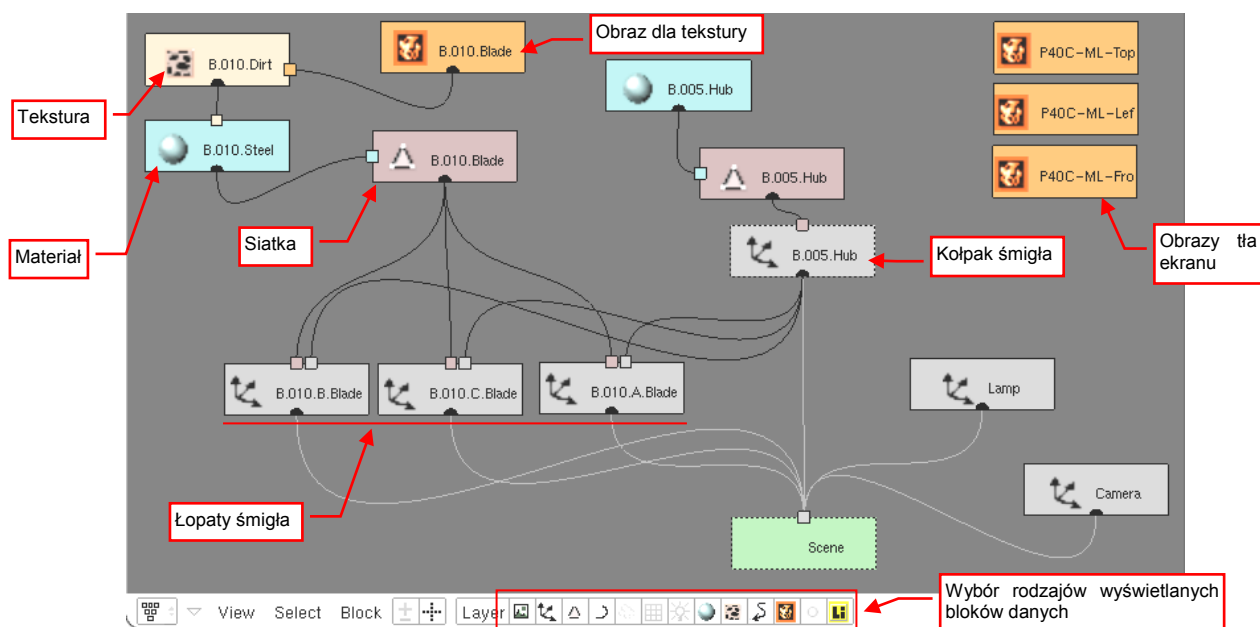 Obraz dla tekstury
B.010.Dirt
B.010.Blade
P40C-ML-Top
Tekstura
B.005.Hub
P40C-ML-Lef
B.010.Steel
B.010.Blade
B.005.Hub
P40C-ML-Fro
Siatka
Materiał
Kołpak śmigła
B.005.Hub
Obrazy tła
ekranu
B.010.B.Blade
B.010.C.Blade
B.010.A.Blade
Lamp
Łopaty śmigła
Camera
Scene
Wybór rodzajów wyświetlanych
bloków danych
View Select Block Layer Li